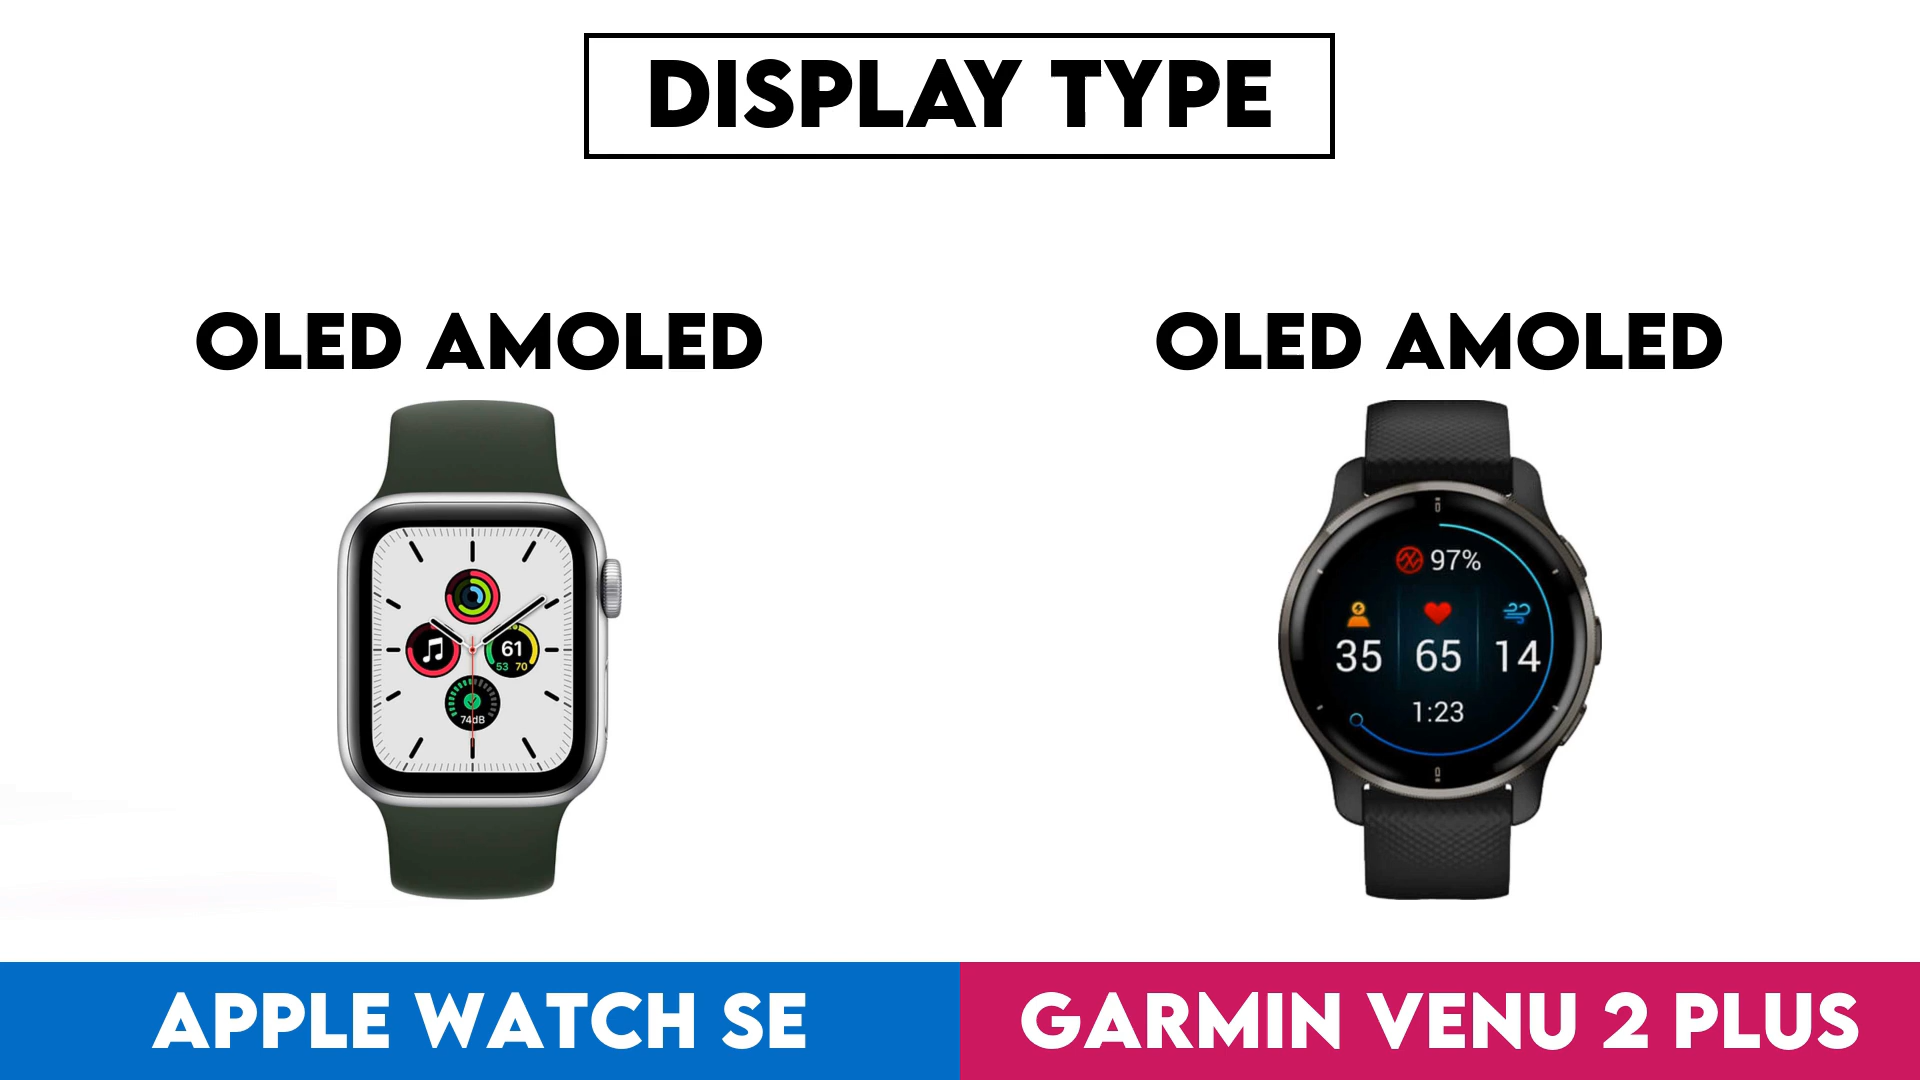 DISPLAY TYPE
OLED AMOLED
OLED AMOLED
61
53 70
74dB
97%
35 65 14
1:23
APPLE WATCH SE
GARMIN VENU 2 PLUS